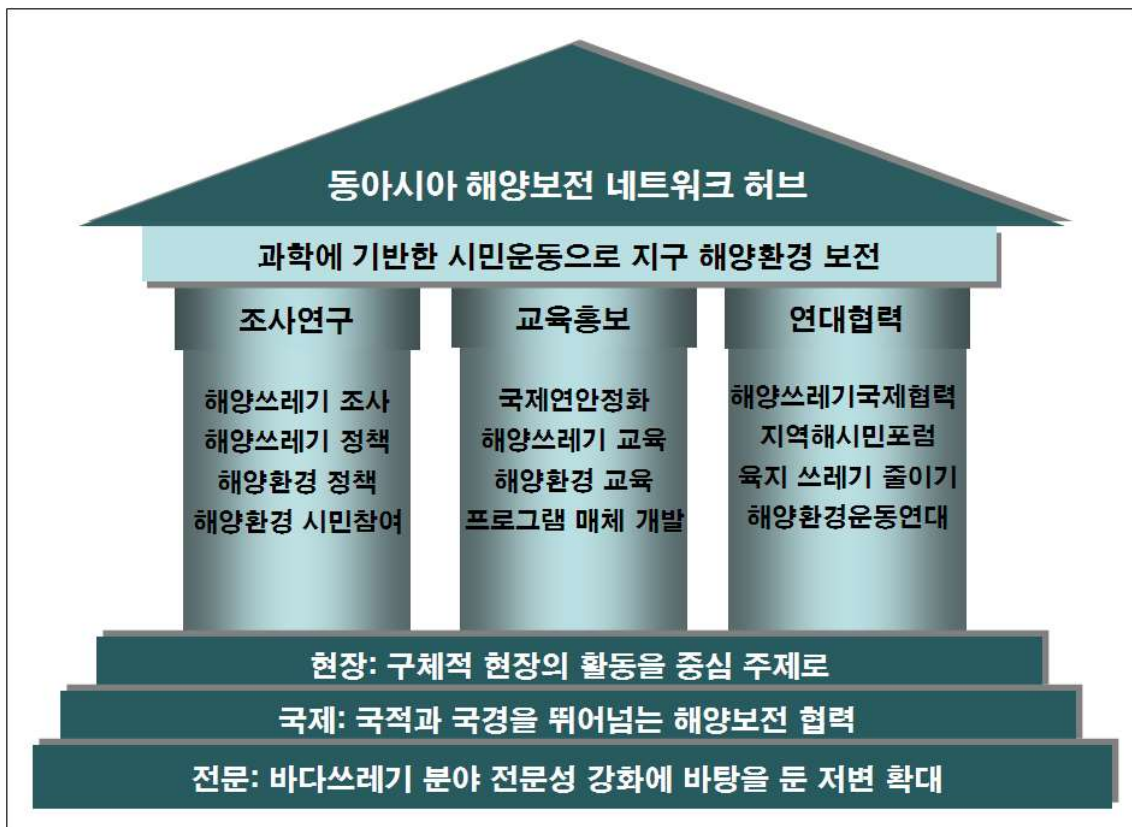 동아시아 해양보전 네트워크 허브
과학에 기반한 시민운동으로 지구 해양환경 보전
조사연구
해양쓰레기 조사
해양쓰레기 정책
해양환경 정책
해양환경 시민참여
교육홍보
국제연안정화
해양쓰레기 교육
해양환경 교육
프로그램 매체 개발
연대협력
해양쓰레기국제협력
지역해시민포럼
육지 쓰레기 줄이기
해양환경운동연대
현장: 구체적 현장의 활동을 중심 주제로
국제: 국적과 국경을 뛰어넘는 해양보전 협력
전문: 바다쓰레기 분야 전문성 강화에 바탕을 둔 저변 확대